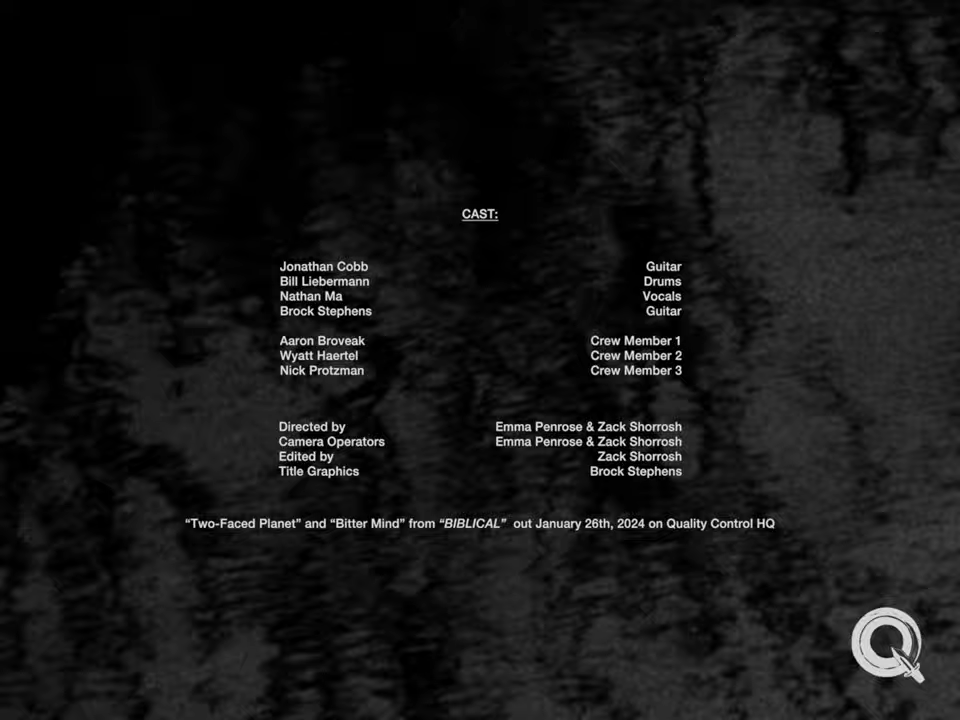 CAST:
Jonathan Cobb Guitar
Bill Liebermann Drums
Nathan Ma Vocals
Brock Stephens Guitar
Aaron Broveak Crew Member 1
Wyatt Haertel Crew Member 2
Nick Protzman Crew Member 3
Directed by Emma Penrose & Zack Shorrosh
Camera Operators Emma Penrose & Zack Shorrosh
Edited by Zack Shorrosh
Title Graphics Brock Stephens
“Two-Faced Planet” and “Bitter Mind” from “BIBLICAL” out January 26th, 2024 on Quality Control HQ
Q